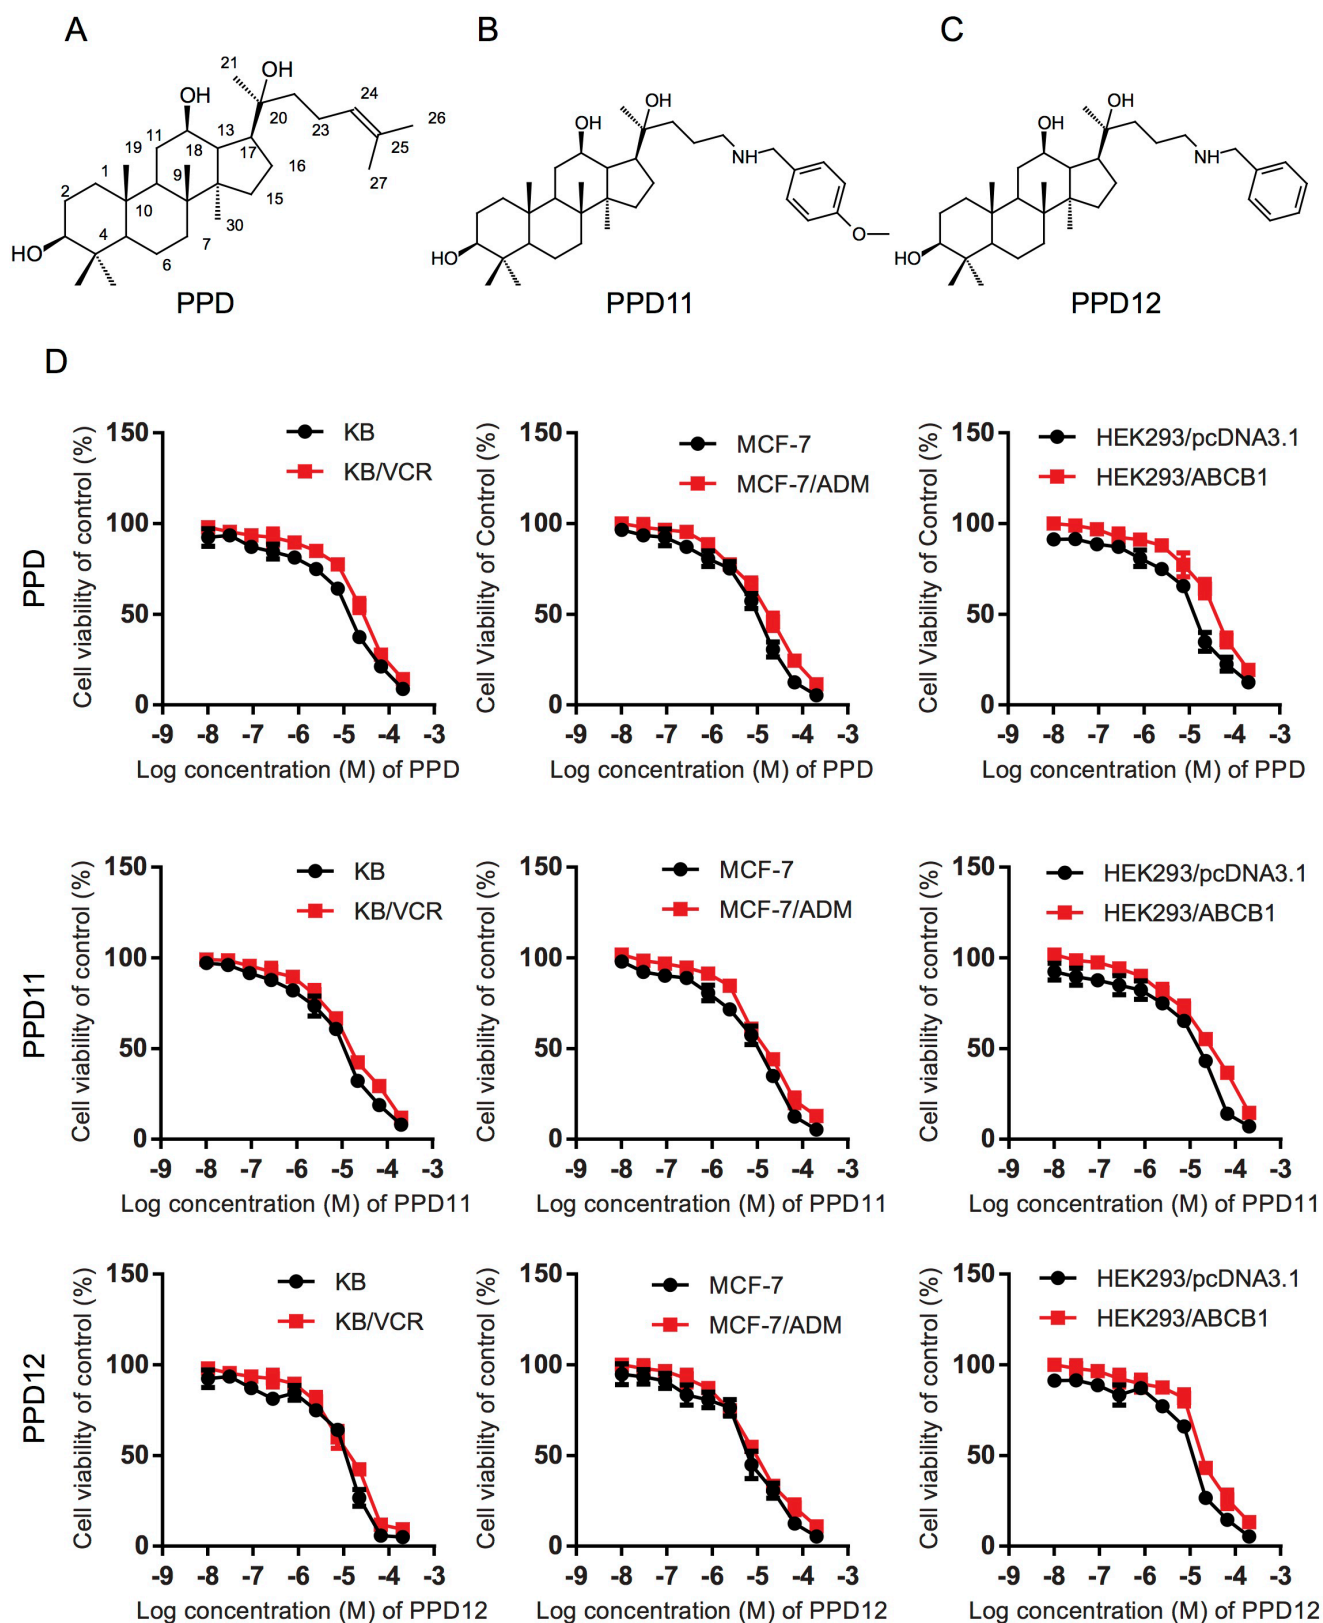 A
B
C
21
OH
24
OH
20
26
11
13
23
25
19
18
17
16
27
1
9
2
15
10
30
4
7
HO
6
OH
OH
NH
HO
O
OH
OH
NH
HO
PPD
PPD11
PPD12
D
PPD
Cell viability of control (%)
150
100
50
0
KB
KB/VCR
-9 -8 -7 -6 -5 -4 -3
Log concentration (M) of PPD
Cell Viability of Control (%)
150
100
50
0
MCF-7
MCF-7/ADM
-9 -8 -7 -6 -5 -4 -3
Log concentration (M) of PPD
Cell Viability of Control (%)
150
100
50
0
HEK293/pcDNA3.1
HEK293/ABCB1
-9 -8 -7 -6 -5 -4 -3
Log concentration (M) of PPD
PPD11
Cell viability of control (%)
150
100
50
0
KB
KB/VCR
-9 -8 -7 -6 -5 -4 -3
Log concentration (M) of PPD11
Cell viability of control (%)
150
100
50
0
MCF-7
MCF-7/ADM
-9 -8 -7 -6 -5 -4 -3
Log concentration (M) of PPD11
Cell viability of control (%)
150
100
50
0
HEK293/pcDNA3.1
HEK293/ABCB1
-9 -8 -7 -6 -5 -4 -3
Log concentration (M) of PPD11
PPD12
Cell viability of control (%)
150
100
50
0
KB
KB/VCR
-9 -8 -7 -6 -5 -4 -3
Log concentration (M) of PPD12
Cell viability of control (%)
150
100
50
0
MCF-7
MCF-7/ADM
-9 -8 -7 -6 -5 -4 -3
Log concentration (M) of PPD12
Cell viability of control (%)
150
100
50
0
HEK293/pcDNA3.1
HEK293/ABCB1
-9 -8 -7 -6 -5 -4 -3
Log concentration (M) of PPD12